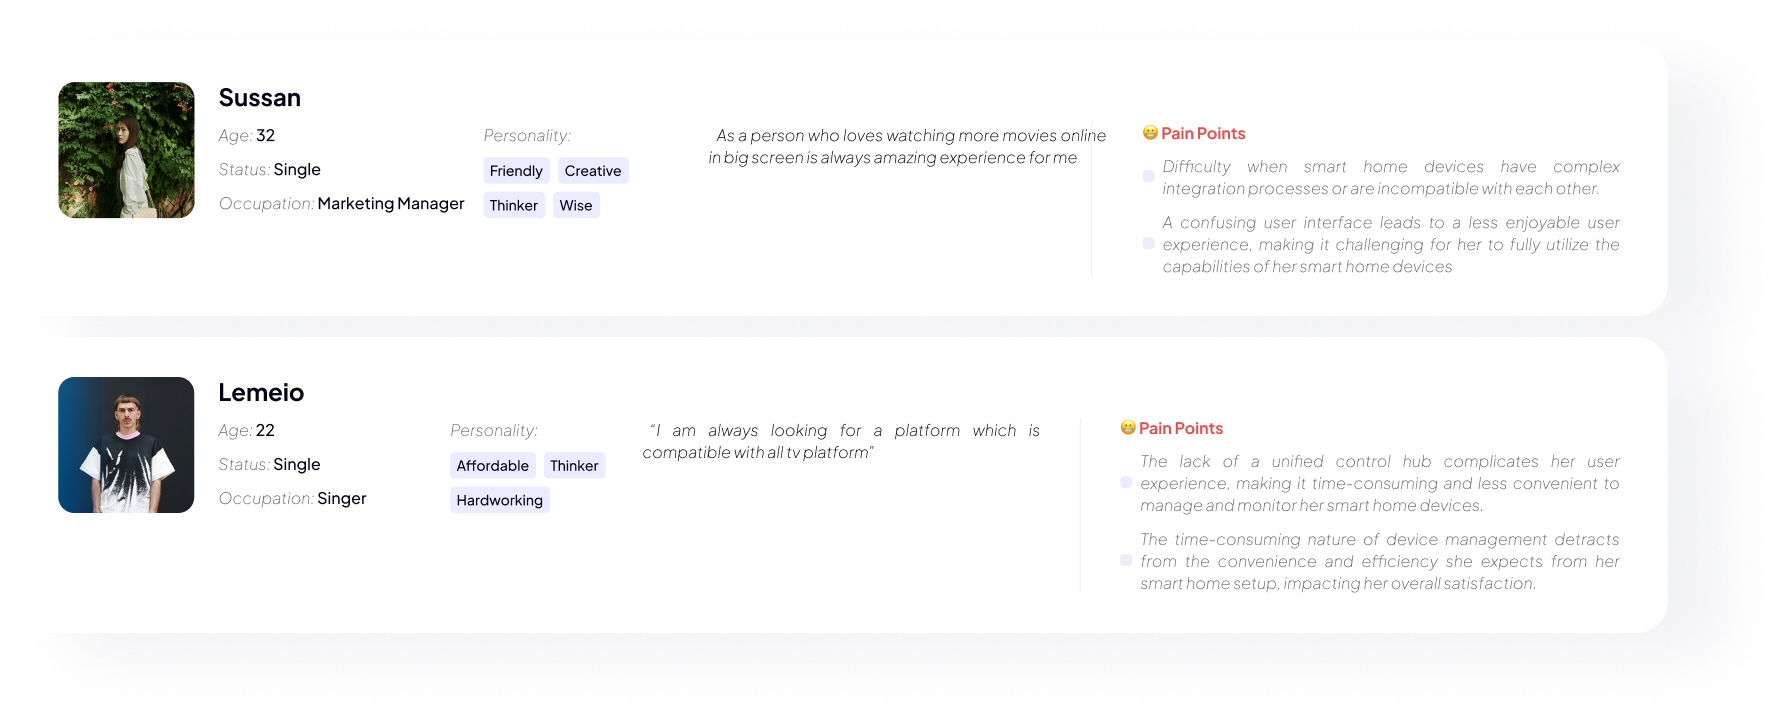 Sussan
Age: 32
Status: Single
Occupation: Marketing Manager
Personality:
Friendly Creative
Thinker Wise
As a person who loves watching more movies online
in big screen is always amazing experience for me
😬 Pain Points
Difficulty when smart home devices have complex
integration processes or are incompatible with each other.
A confusing user interface leads to a less enjoyable user
experience, making it challenging for her to fully utilize the
capabilities of her smart home devices
Lemeio
Age: 22
Status: Single
Occupation: Singer
Personality:
Affordable Thinker
Hardworking
“I am always looking for a platform which is
compatible with all tv platform”
😬 Pain Points
The lack of a unified control hub complicates her user
experience, making it time-consuming and less convenient to
manage and monitor her smart home devices.
The time-consuming nature of device management detracts
from the convenience and efficiency she expects from her
smart home setup, impacting her overall satisfaction.